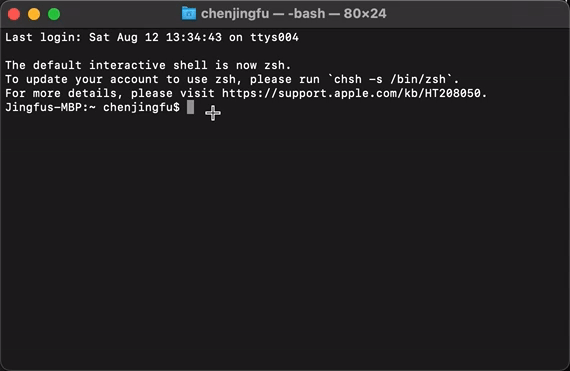 chenjingfu — -bash — 80×24
Last login: Sat Aug 12 13:34:43 on ttys004
The default interactive shell is now zsh.
To update your account to use zsh, please run `chsh -s /bin/zsh`.
For more details, please visit https://support.apple.com/kb/HT208050.
Jingfus-MBP:~ chenjingfu$